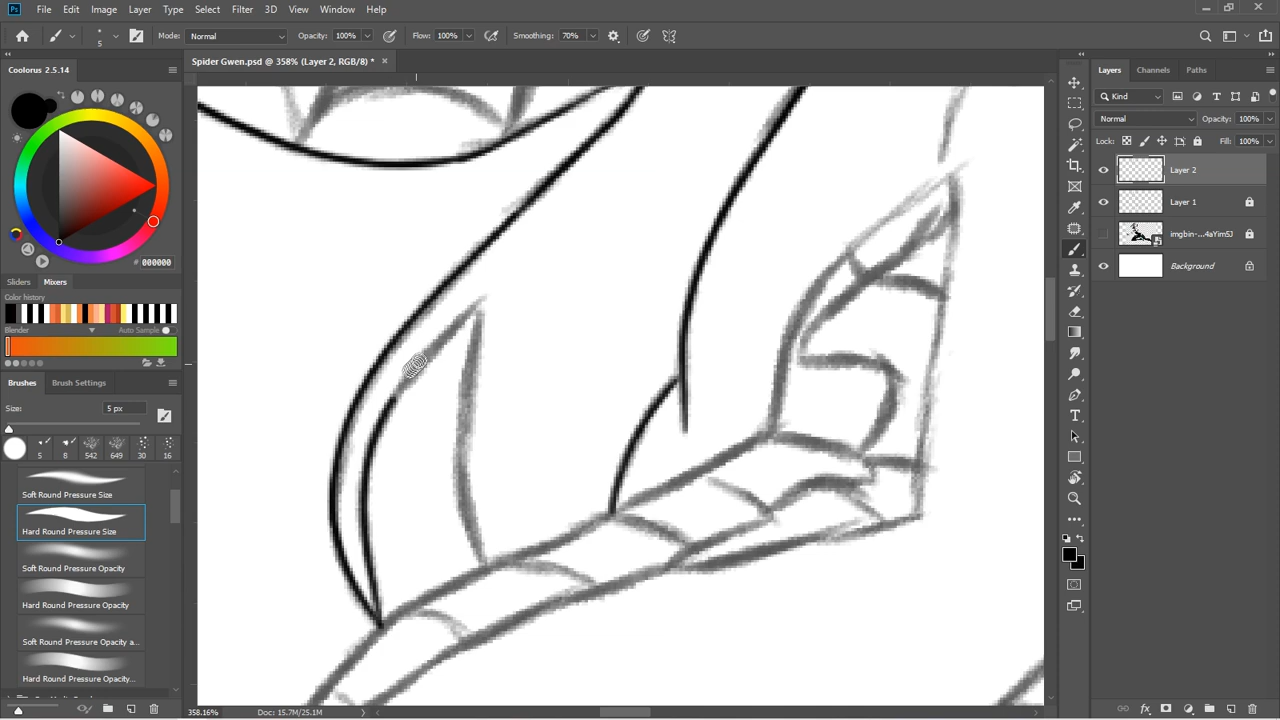 Ps File Edit Image Layer Type Select Filter 3D View Window Help
5 Mode: Normal Opacity: 100% Flow: 100% Smoothing: 70%
Coolorus 2.5.14
Spider Gwen.psd @ 358% (Layer 2, RGB/8) *
# 000000
Sliders Mixers
Color history
Blender Auto Sample
Brushes Brush Settings
Size: 5 px
542 649 30 16
Soft Round Pressure Size
Hard Round Pressure Size
Soft Round Pressure Opacity
Hard Round Pressure Opacity
Soft Round Pressure Opacity a...
Hard Round Pressure Opacity...
358.16% Doc: 15.7M/25.1M
Layers Channels Paths
Kind
Normal Opacity: 100%
Lock: Fill: 100%
Layer 2
Layer 1
imgbin-...4aYimSJ
Background